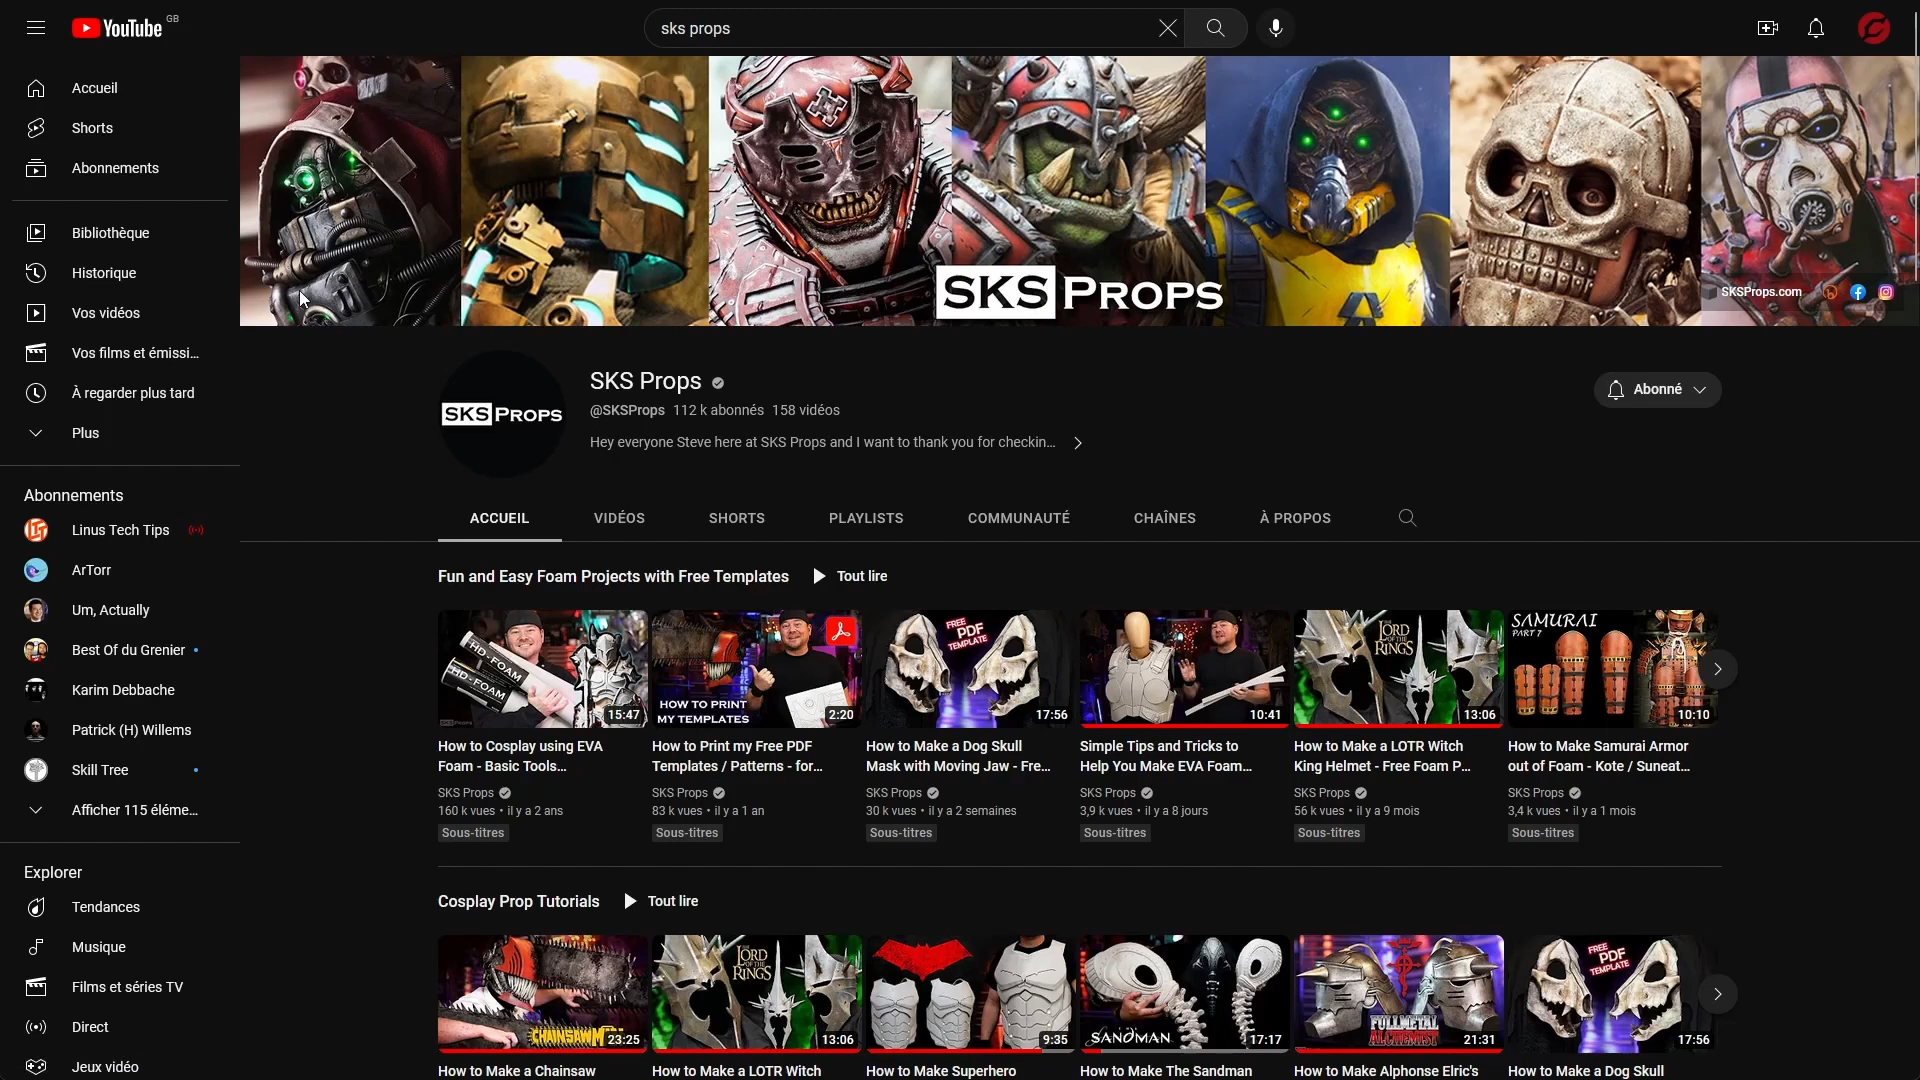 YouTube GB
sks props
Accueil
Shorts
Abonnements
Bibliothèque
Historique
Vos vidéos
Vos films et émissi...
À regarder plus tard
Plus
Abonnements
Linus Tech Tips
ArTorr
Um, Actually
Best Of du Grenier
Karim Debbache
Patrick (H) Willems
Skill Tree
Afficher 115 éléme...
Explorer
Tendances
Musique
Films et séries TV
Direct
Jeux vidéo
SKS PROPS
SKSProps.com
SKS PROPS
SKS Props
@SKSProps 112 k abonnés 158 vidéos
Hey everyone Steve here at SKS Props and I want to thank you for checkin...
Abonné
ACCUEIL VIDÉOS SHORTS PLAYLISTS COMMUNAUTÉ CHAÎNES À PROPOS
Fun and Easy Foam Projects with Free Templates Tout lire
HD-FOAM
HD-FOAM
15:47
How to Cosplay using EVA
Foam - Basic Tools...
SKS Props
160 k vues • il y a 2 ans
Sous-titres
HOW TO PRINT
MY TEMPLATES
2:20
How to Print my Free PDF
Templates / Patterns - for...
SKS Props
83 k vues • il y a 1 an
Sous-titres
FREE
PDF
TEMPLATE
17:56
How to Make a Dog Skull
Mask with Moving Jaw - Fre...
SKS Props
30 k vues • il y a 2 semaines
Sous-titres
10:41
Simple Tips and Tricks to
Help You Make EVA Foam...
SKS Props
3,9 k vues • il y a 8 jours
Sous-titres
THE
LORD
OF THE
RINGS
13:06
How to Make a LOTR Witch
King Helmet - Free Foam P...
SKS Props
56 k vues • il y a 9 mois
Sous-titres
SAMURAI
PART 7
10:10
How to Make Samurai Armor
out of Foam - Kote / Suneat...
SKS Props
3,4 k vues • il y a 1 mois
Sous-titres
Cosplay Prop Tutorials Tout lire
CHAINSAW
23:25
How to Make a Chainsaw
THE
LORD
OF THE
RINGS
13:06
How to Make a LOTR Witch
9:35
How to Make Superhero
THE
SANDMAN
17:17
How to Make The Sandman
FULLMETAL
ALCHEMIST
21:31
How to Make Alphonse Elric's
FREE
PDF
TEMPLATE
17:56
How to Make a Dog Skull